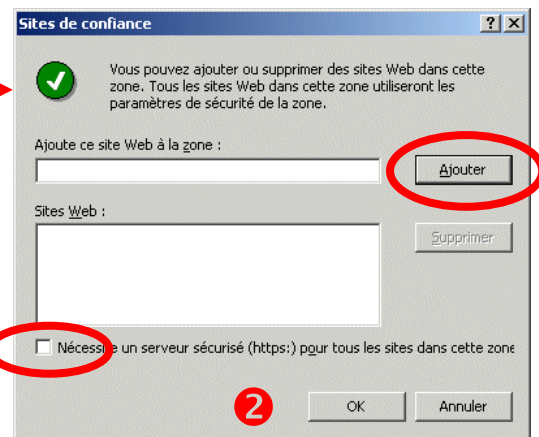 Sites de confiance
Vous pouvez ajouter ou supprimer des sites Web dans cette
zone. Tous les sites Web dans cette zone utiliseront les
paramètres de sécurité de la zone.
Ajoute ce site Web à la zone :
Ajouter
Sites Web :
Supprimer
Nécessite un serveur sécurisé (https:) pour tous les sites dans cette zone
2
OK
Annuler